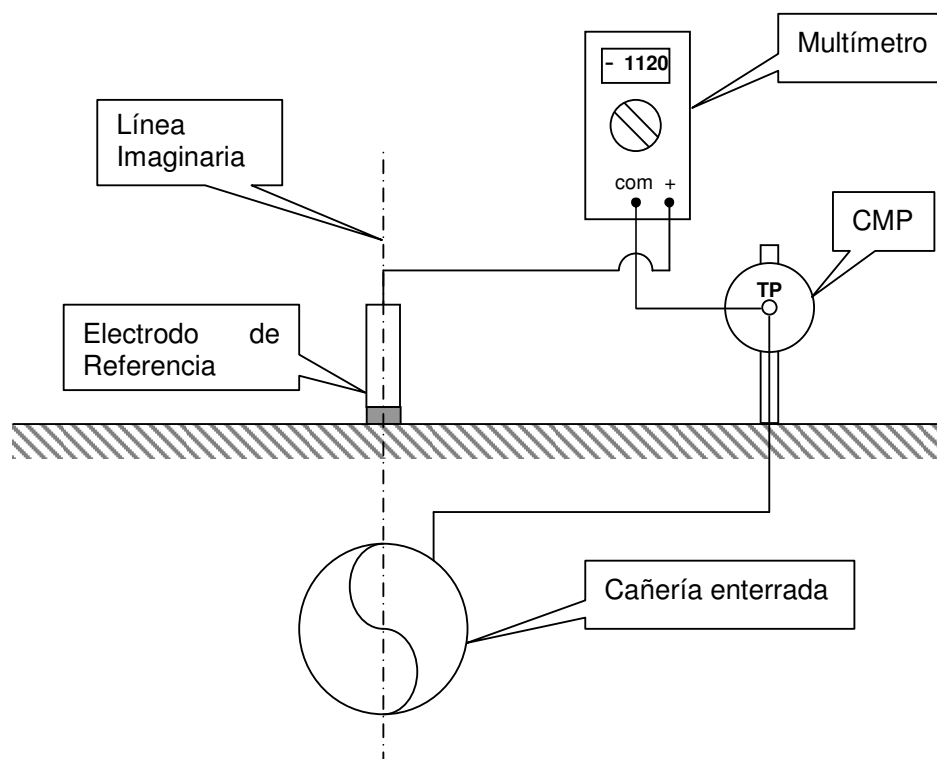 Multímetro
- 1120
Línea
Imaginaria
com +
CMP
TP
Electrodo de
Referencia
Cañería enterrada